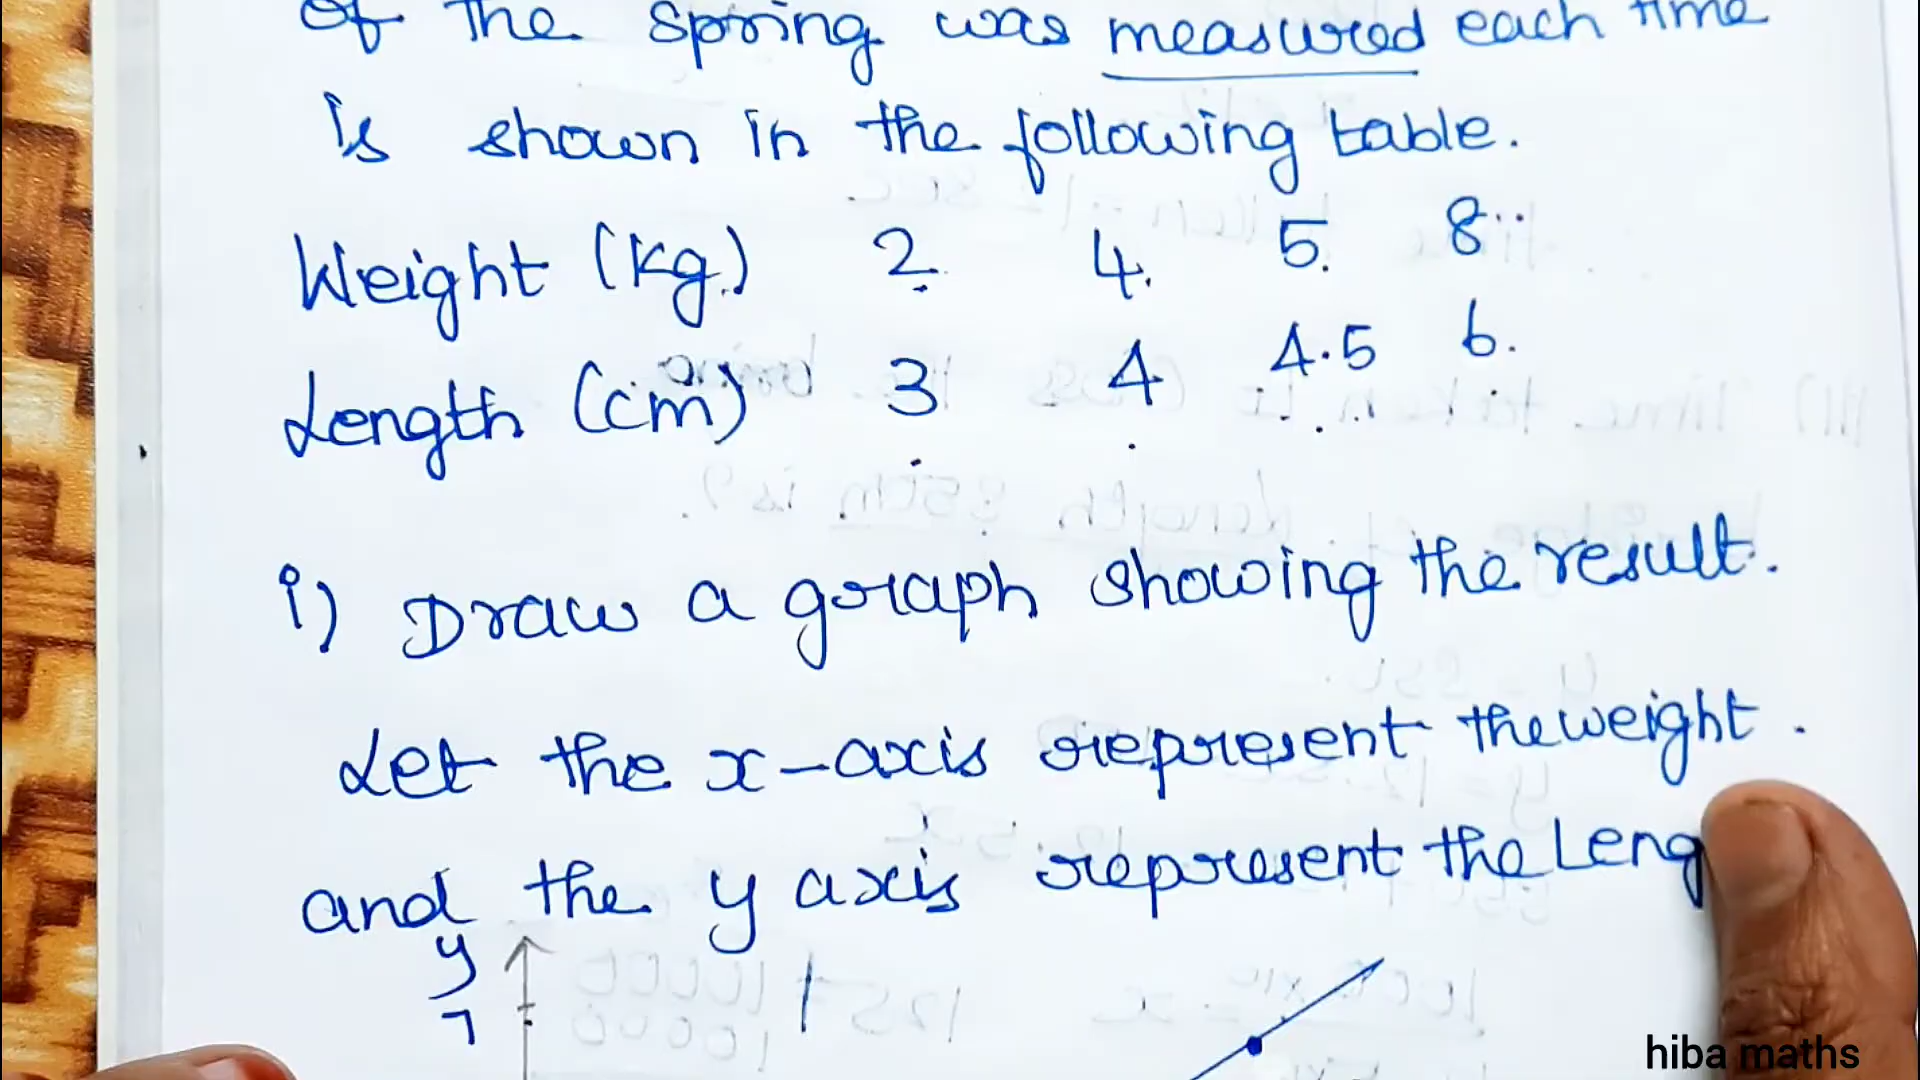 of the spring was measured each time
is shown in the following table.
Weight (kg) 2 4 5 8
Length (cm) 3 4 4.5 6
i) Draw a graph showing the result.
Let the x-axis represent the weight.
and the y axis represent the Leng
y
7
hiba maths